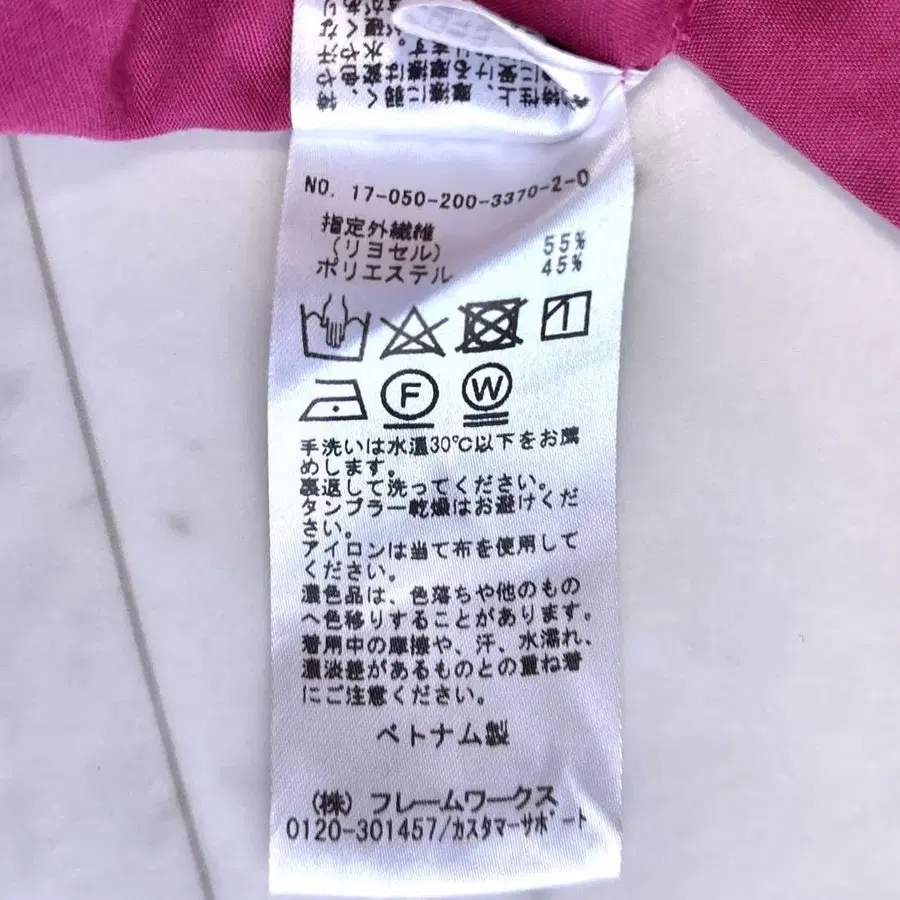 NO. 17-050-200-3370-2-0
指定外繊維
(リヨセル) 55%
ポリエステル 45%
F
W
手洗いは水温30℃以下をお薦
めします。
裏返して洗ってください。
タンブラー乾燥はお避けくだ
さい。
アイロンは当て布を使用して
ください。
濃色品は、色落ちや他のもの
へ色移りすることがあります。
着用中の摩擦や、汗、水濡れ、
濃淡差があるものとの重ね着
にご注意ください。
ベトナム製
(株) フレームワークス
0120-301457/カスタマーサポート